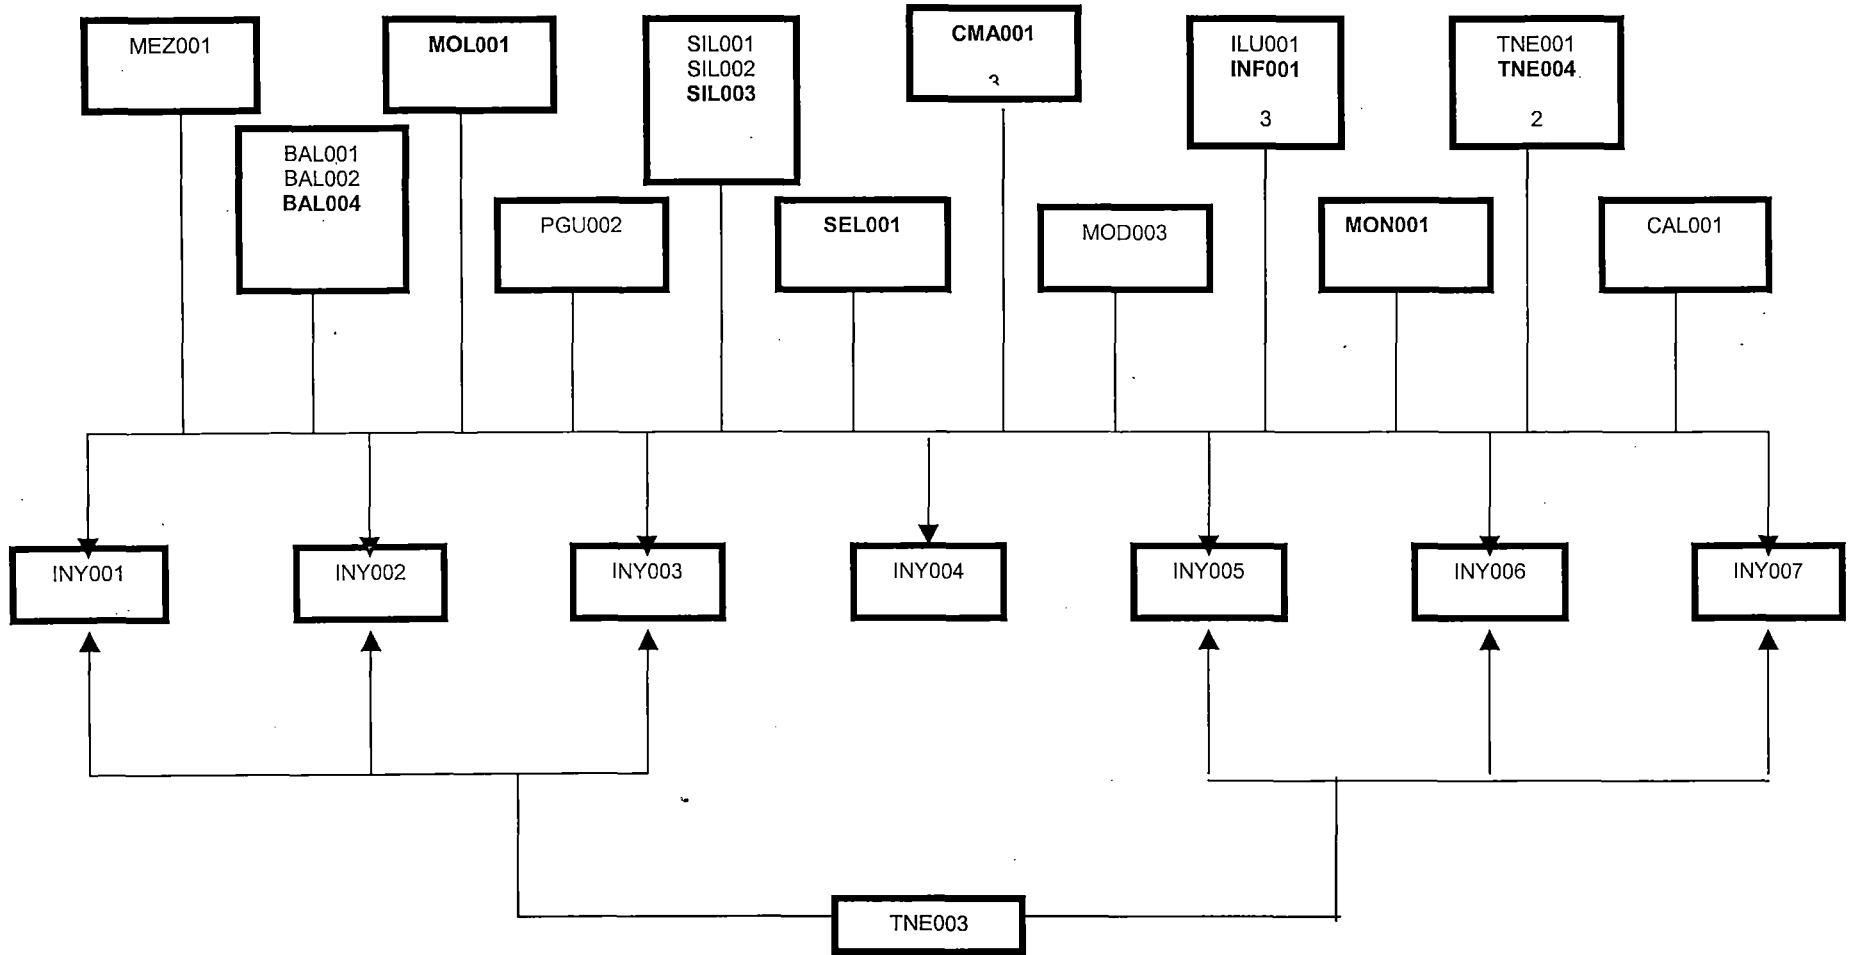 MEZ001
MOL001
SIL001
SIL002
SIL003
CMA001
3
ILU001
INF001
3
TNE001
TNE004
2
BAL001
BAL002
BAL004
PGU002
SEL001
MOD003
MON001
CAL001
INY001
INY002
INY003
INY004
INY005
INY006
INY007
TNE003